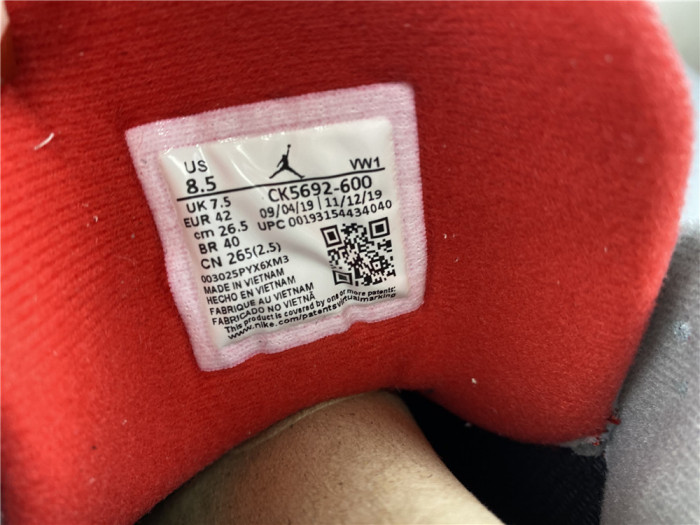 US VW1
8.5 CK5692-600
UK 7.5 09/04/19 | 11/12/19
EUR 42 UPC 00193154434040
cm 26.5
BR 40
CN 265(2.5)
003025PYX6XM3
MADE IN VIETNAM
HECHO EN VIETNAM
FABRIQUE AU VIETNAM
FABRICADO NO VIETNÃ
This product is covered by one or more patents:
www.nike.com/patentsvirtualmarking